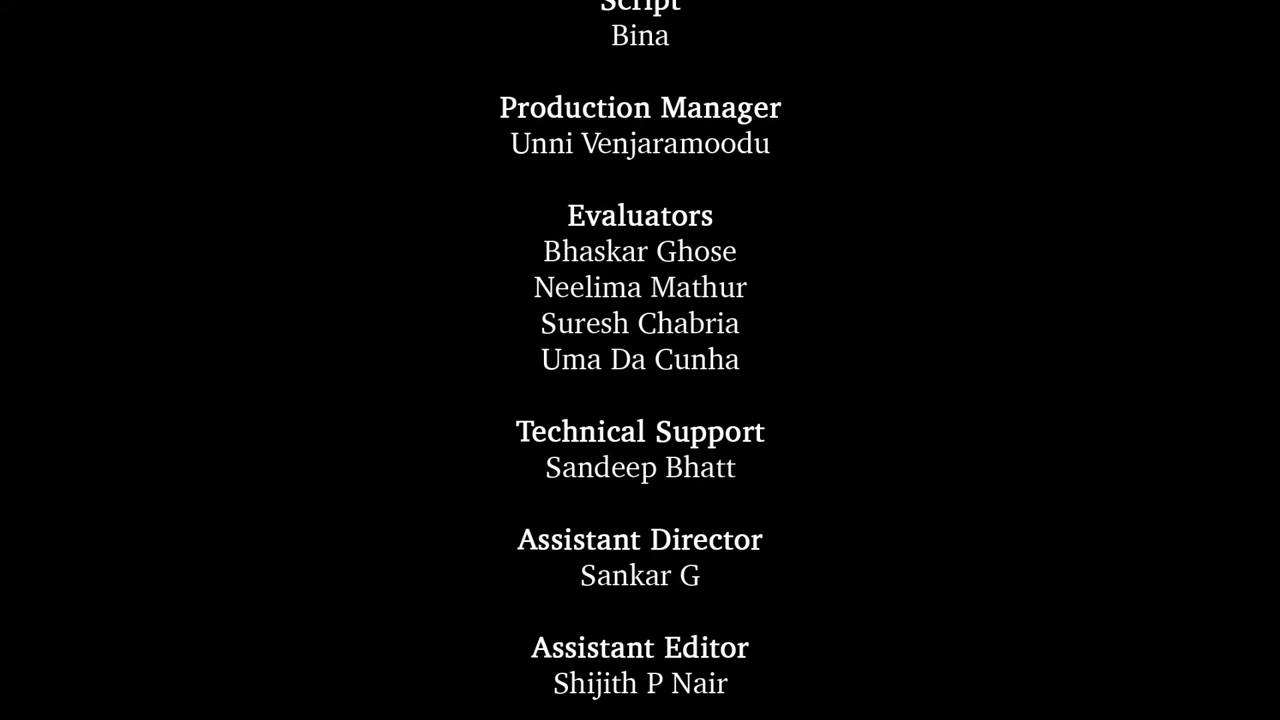 Script
Bina
Production Manager
Unni Venjaramoodu
Evaluators
Bhaskar Ghose
Neelima Mathur
Suresh Chabria
Uma Da Cunha
Technical Support
Sandeep Bhatt
Assistant Director
Sankar G
Assistant Editor
Shijith P Nair